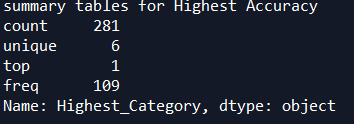 summary tables for Highest Accuracy
count     281
unique      6
top         1
freq      109
Name: Highest_Category, dtype: object